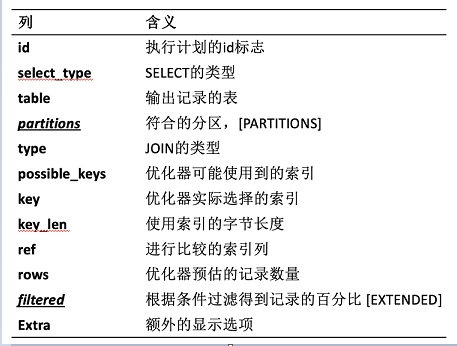 列 含义
id 执行计划的id标志
select_type SELECT的类型
table 输出记录的表
partitions 符合的分区，[PARTITIONS]
type JOIN的类型
possible_keys 优化器可能使用到的索引
key 优化器实际选择的索引
key_len 使用索引的字节长度
ref 进行比较的索引列
rows 优化器预估的记录数量
filtered 根据条件过滤得到记录的百分比 [EXTENDED]
Extra 额外的显示选项